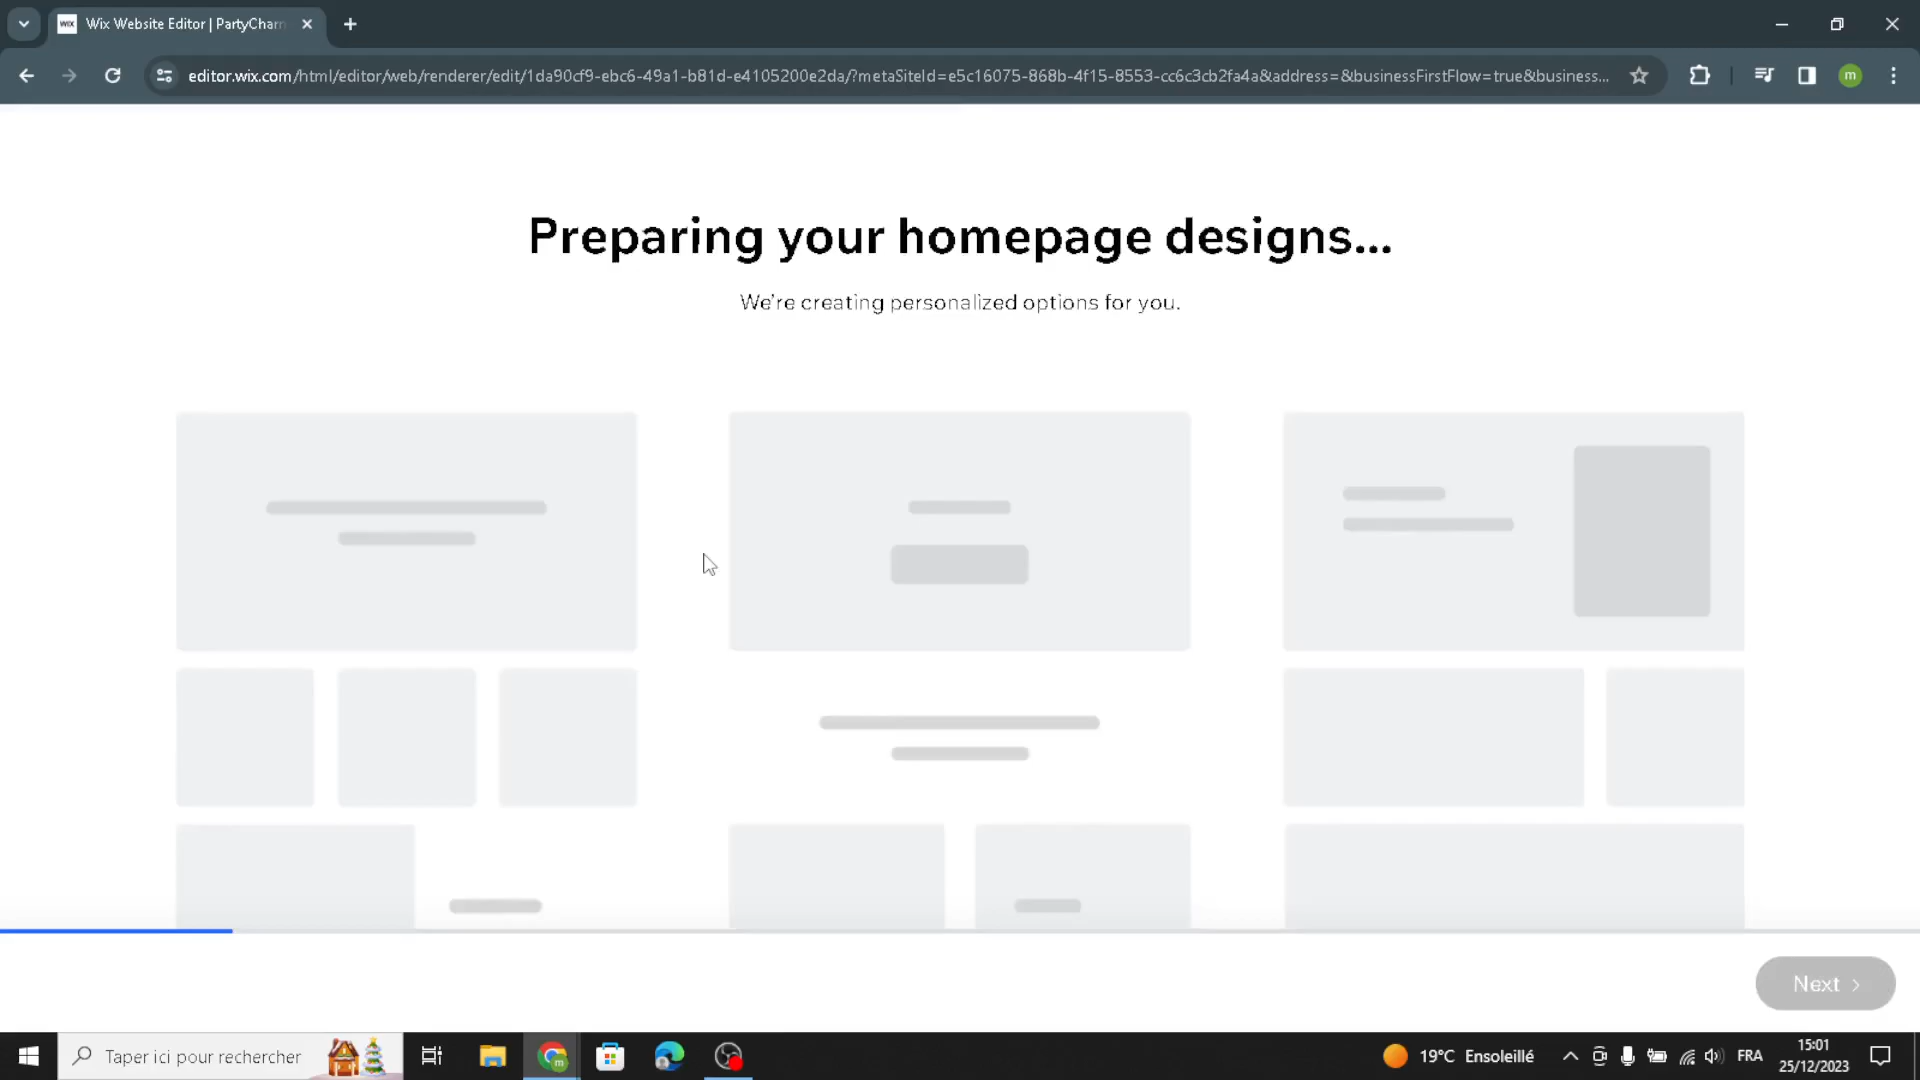 WIX Wix Website Editor | PartyChar
editor.wix.com/html/editor/web/renderer/edit/1da90cf9-ebc6-49a1-b81d-e4105200e2da/?metaSiteId=e5c16075-868b-4f15-8553-cc6c3cb2fa4a&address=&businessFirstFlow=true&business...
m
Preparing your homepage designs...
We're creating personalized options for you.
Next
Taper ici pour rechercher
m
19°C Ensoleillé
FRA
15:01
25/12/2023